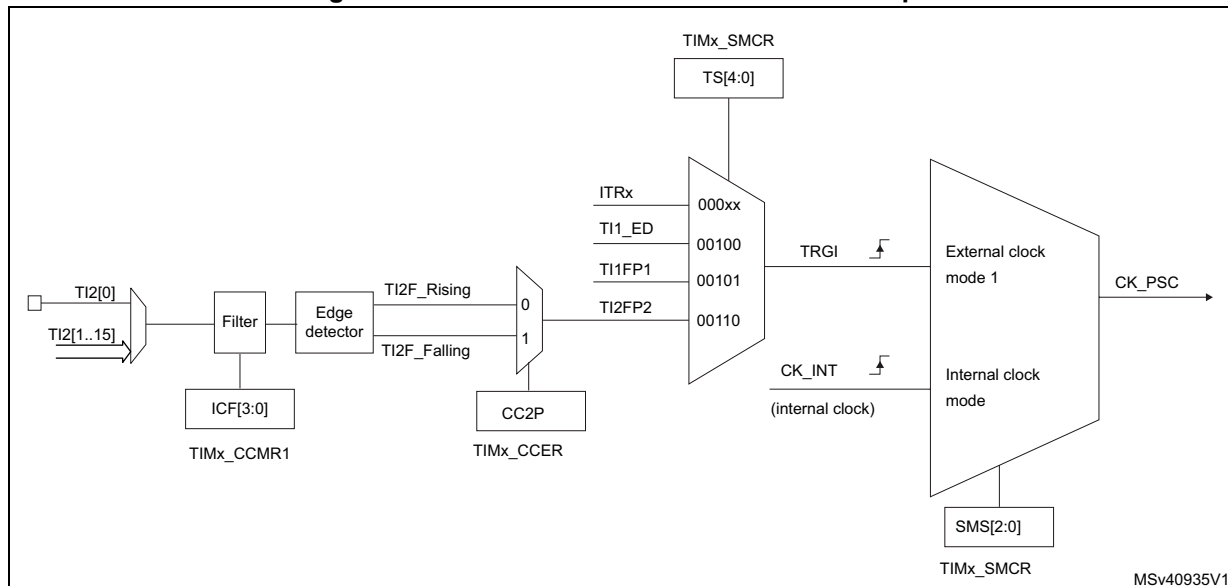 TIMx_SMCR
TS[4:0]
ITRx
000xx
TI1_ED
00100
TRGI
External clock
mode 1
TI1FP1
00101
CK_PSC
TI2[0]
TI2F_Rising
TI2FP2
0
00110
Filter
Edge
detector
TI2[1..15]
1
TI2F_Falling
CK_INT
Internal clock
mode
(internal clock)
ICF[3:0]
CC2P
TIMx_CCMR1
TIMx_CCER
SMS[2:0]
TIMx_SMCR
MSv40935V1